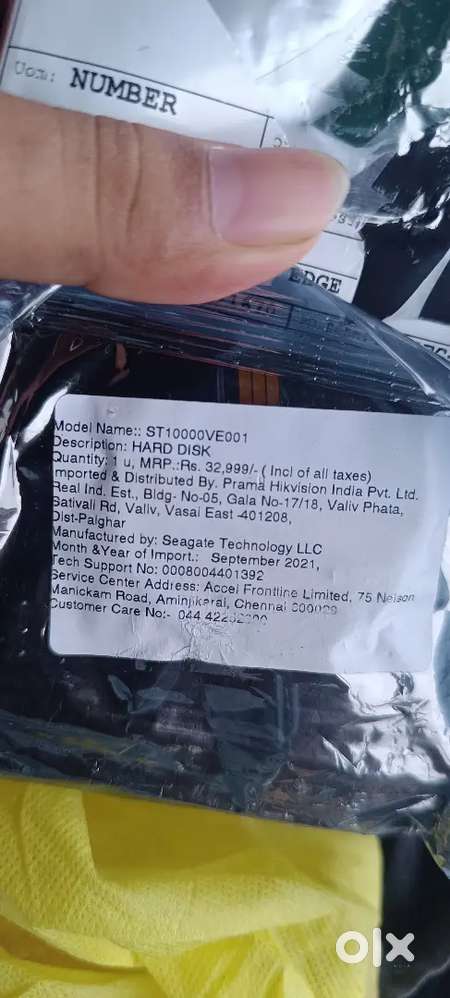 Uom: NUMBER
EDGE
Model Name:: ST10000VE001
Description: HARD DISK
Quantity: 1 u, MRP.:Rs. 32,999/- ( Incl of all taxes)
Imported & Distributed By. Prama Hikvision India Pvt. Ltd.
Real Ind. Est., Bldg- No-05, Gala No-17/18, Valiv Phata,
Sativali Rd, Valiv, Vasai East -401208,
Dist-Palghar
Manufactured by: Seagate Technology LLC
Month &Year of Import.: September 2021,
Tech Support No: 0008004401392
Service Center Address: Accel Frontline Limited, 75 Nelson
Manickam Road, Aminjikarai, Chennai
Customer Care No:- 044
olx